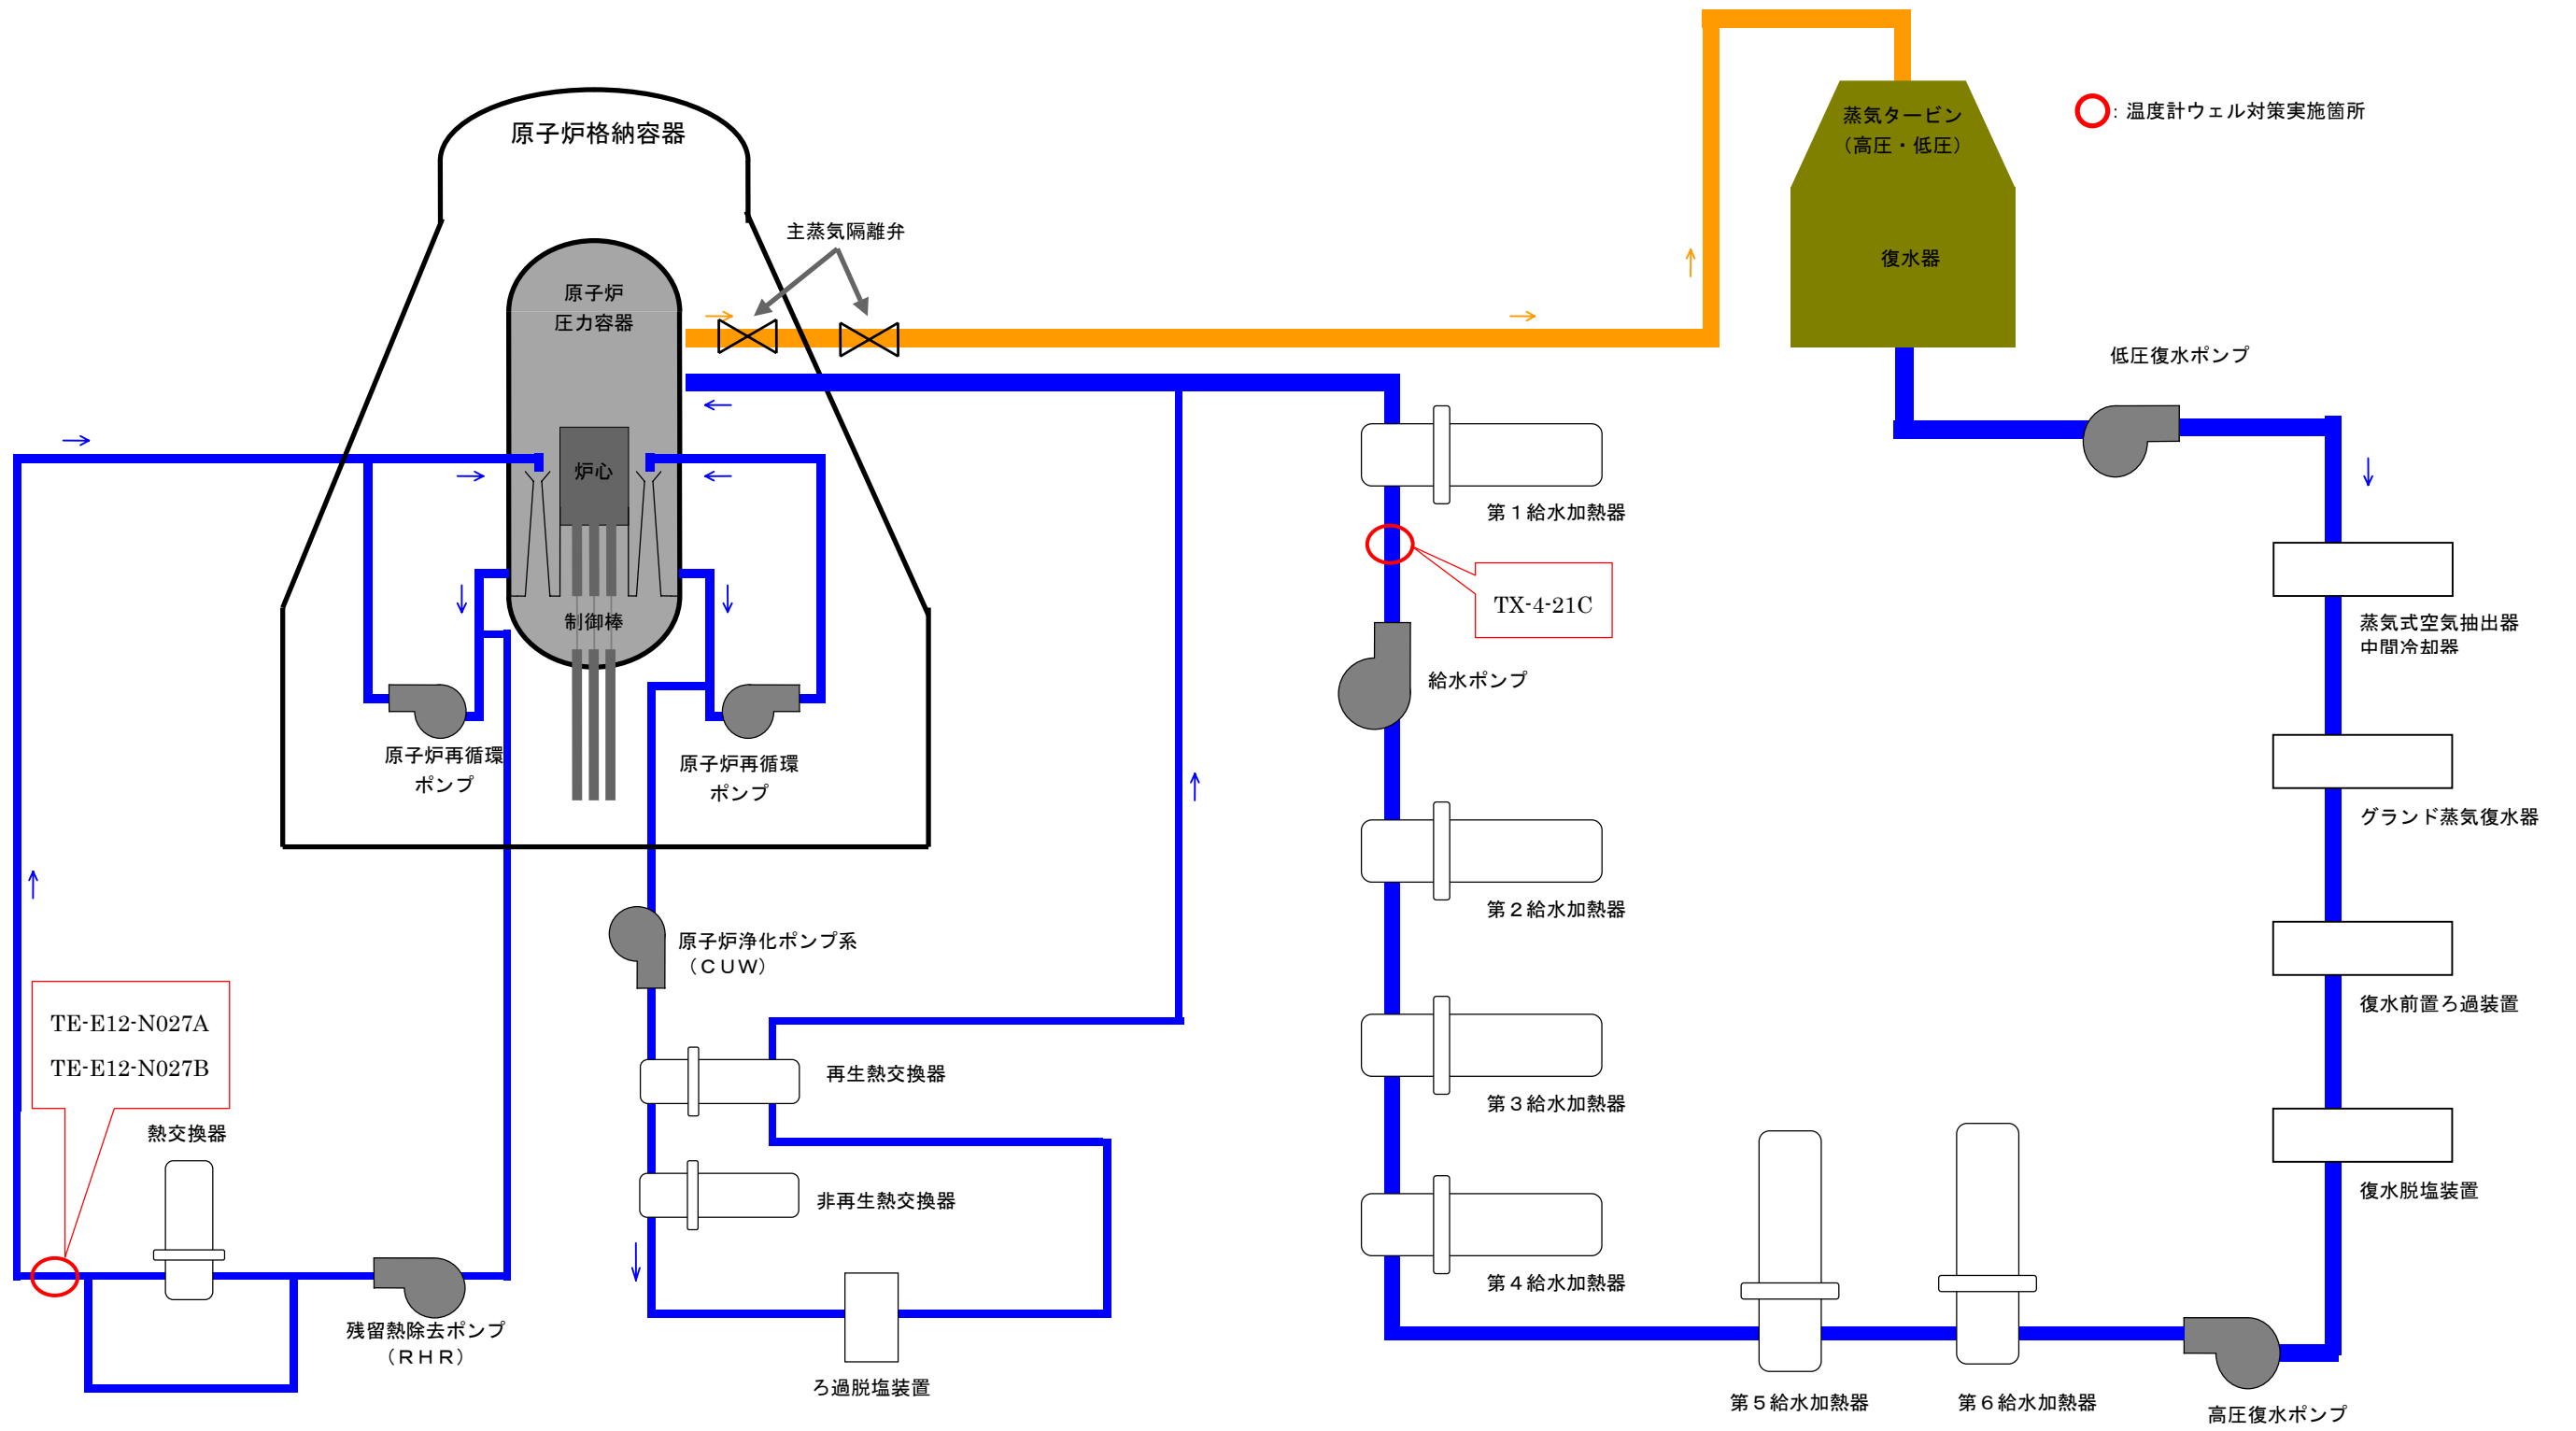 原子炉格納容器
蒸気タービン
（高圧・低圧）
：温度計ウェル対策実施箇所
主蒸気隔離弁
復水器
原子炉
圧力容器
低圧復水ポンプ
炉心
第１給水加熱器
TX-4-21C
制御棒
蒸気式空気抽出器
中間冷却器
給水ポンプ
原子炉再循環
ポンプ
原子炉再循環
ポンプ
グランド蒸気復水器
第２給水加熱器
原子炉浄化ポンプ系
（ＣＵＷ）
復水前置ろ過装置
TE-E12-N027A
TE-E12-N027B
再生熱交換器
第３給水加熱器
熱交換器
復水脱塩装置
非再生熱交換器
第４給水加熱器
残留熱除去ポンプ
（ＲＨＲ）
ろ過脱塩装置
第５給水加熱器
第６給水加熱器
高圧復水ポンプ